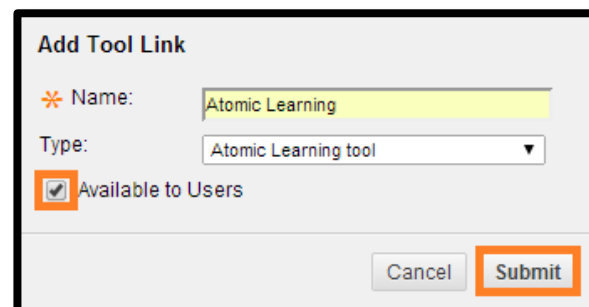 Add Tool Link
* Name: Atomic Learning
Type: Atomic Learning tool
Available to Users
Cancel Submit